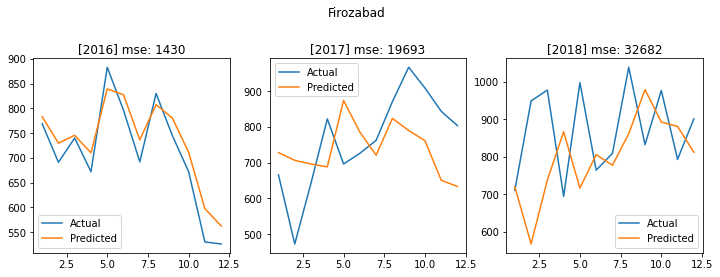 Firozabad
[2016] mse: 1430
[2017] mse: 19693
[2018] mse: 32682
900
850
800
750
700
650
600
550
Actual
Predicted
2.5 5.0 7.5 10.0 12.5
900
800
700
600
500
Actual
Predicted
2.5 5.0 7.5 10.0 12.5
1000
900
800
700
600
Actual
Predicted
2.5 5.0 7.5 10.0 12.5